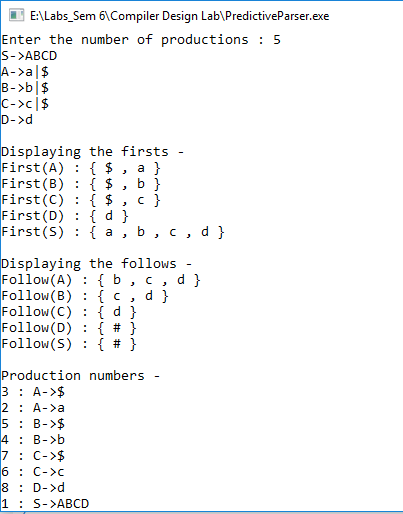 E:\Labs_Sem 6\Compiler Design Lab\PredictiveParser.exe
Enter the number of productions : 5
S->ABCD
A->a|$
B->b|$
C->c|$
D->d
Displaying the firsts -
First(A) : { $ , a }
First(B) : { $ , b }
First(C) : { $ , c }
First(D) : { d }
First(S) : { a , b , c , d }
Displaying the follows -
Follow(A) : { b , c , d }
Follow(B) : { c , d }
Follow(C) : { d }
Follow(D) : { # }
Follow(S) : { # }
Production numbers -
3 : A->$
2 : A->a
5 : B->$
4 : B->b
7 : C->$
6 : C->c
8 : D->d
1 : S->ABCD